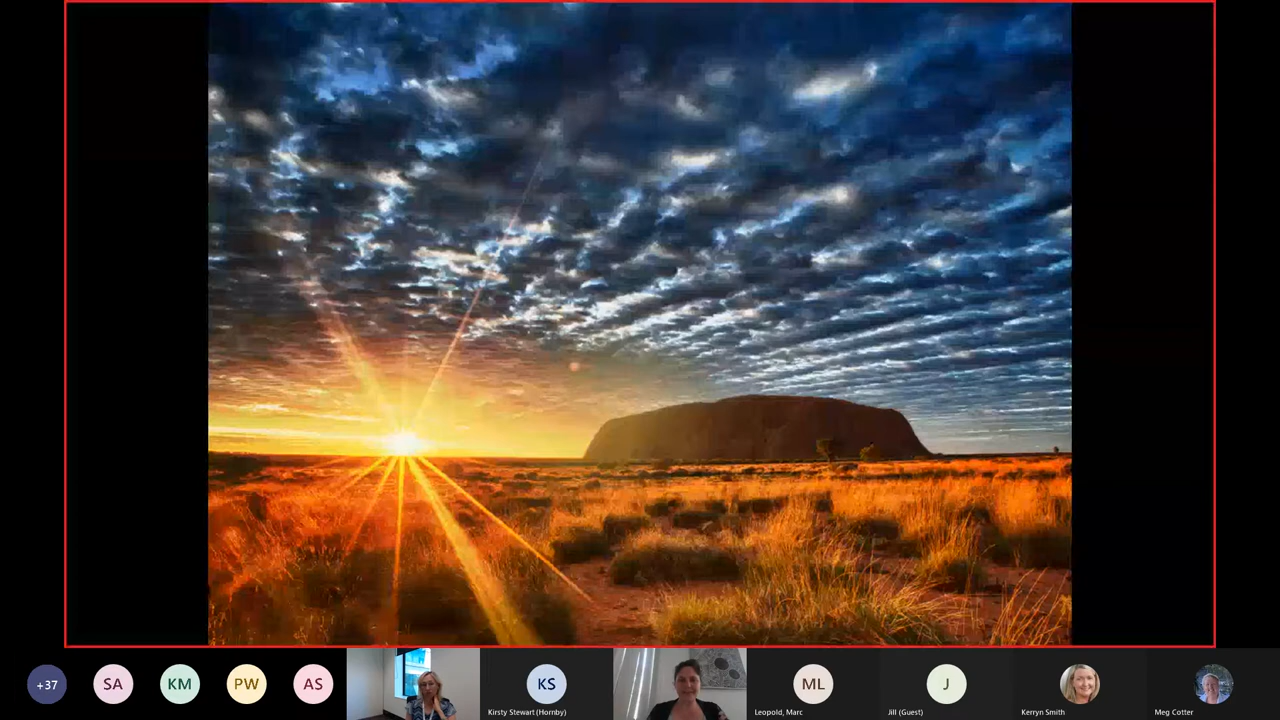 +37
SA
KM
PW
AS
KS
Kirsty Stewart (Hornby)
ML
Leopold, Marc
J
Jill (Guest)
Kerryn Smith
Meg Cotter